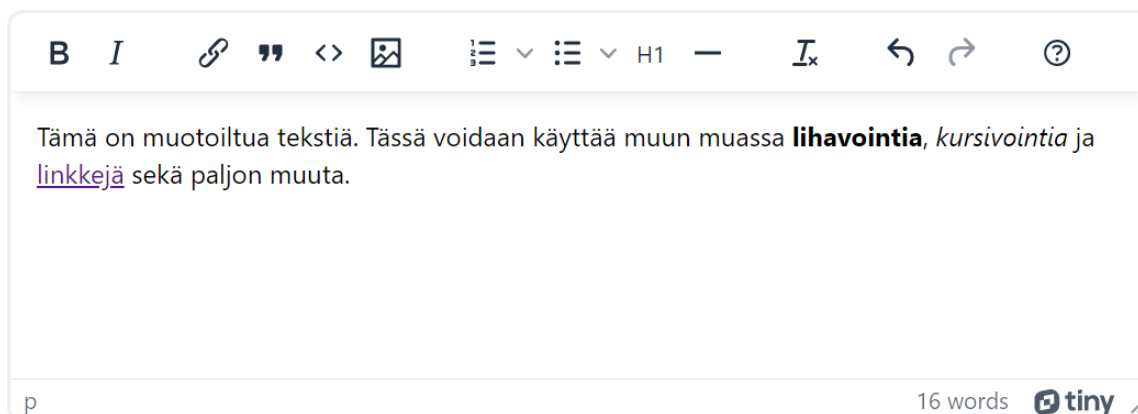 B I H1
Tämä on muotoiltua tekstiä. Tässä voidaan käyttää muun muassa lihavointia, kursivointia ja
linkkejä sekä paljon muuta.
p 16 words tiny